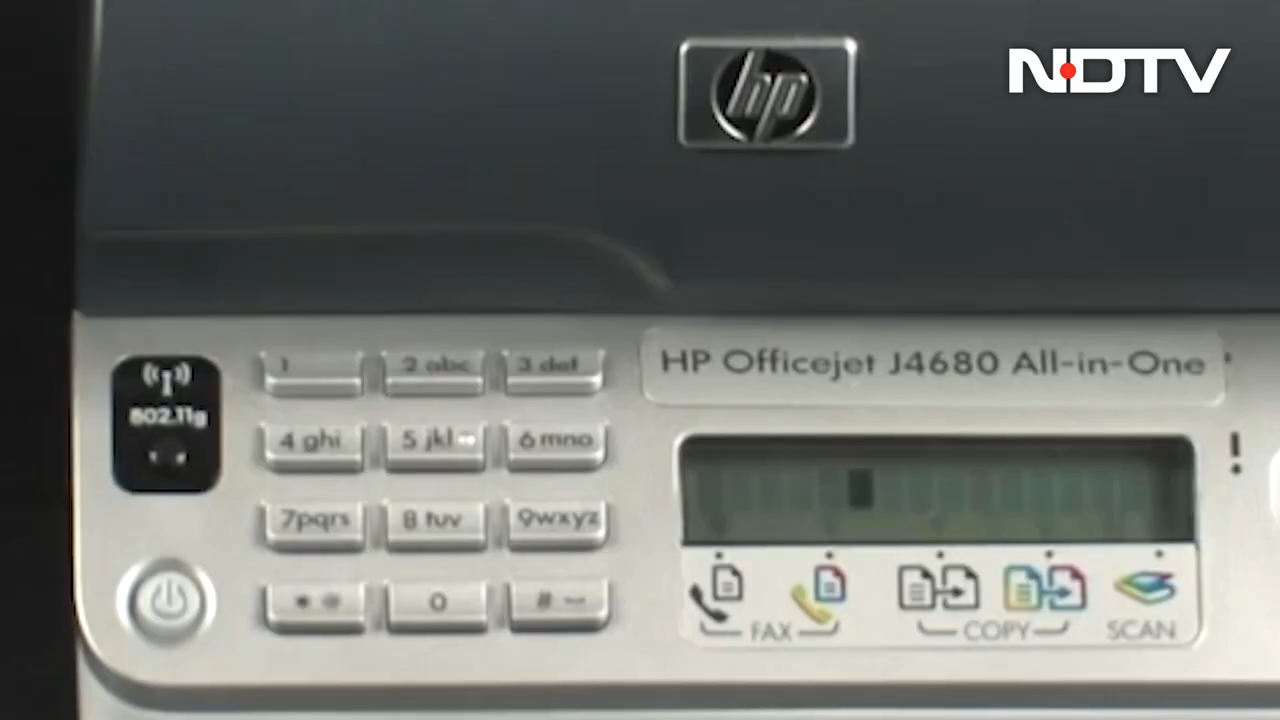 hp
NDTV
HP Officejet J4680 All-in-One
802.11g
1
2 abc
3 def
4 ghi
5 jkl
6 mno
7pqrs
8 tuv
9wxyz
* @
0
#
!
FAX
COPY
SCAN